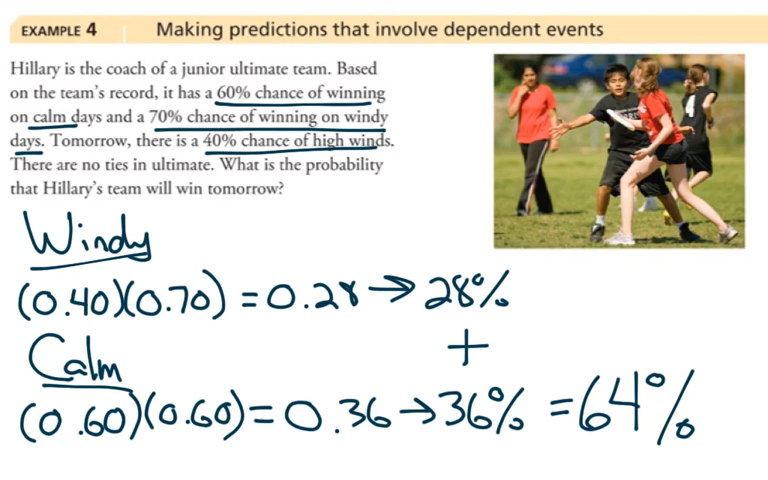 EXAMPLE 4 Making predictions that involve dependent events
Hillary is the coach of a junior ultimate team. Based
on the team's record, it has a 60% chance of winning
on calm days and a 70% chance of winning on windy
days. Tomorrow, there is a 40% chance of high winds.
There are no ties in ultimate. What is the probability
that Hillary's team will win tomorrow?
4
Windy
(0.40)(0.70) = 0.28 → 28%
Calm +
(0.60)(0.60) = 0.36 → 36% = 64%